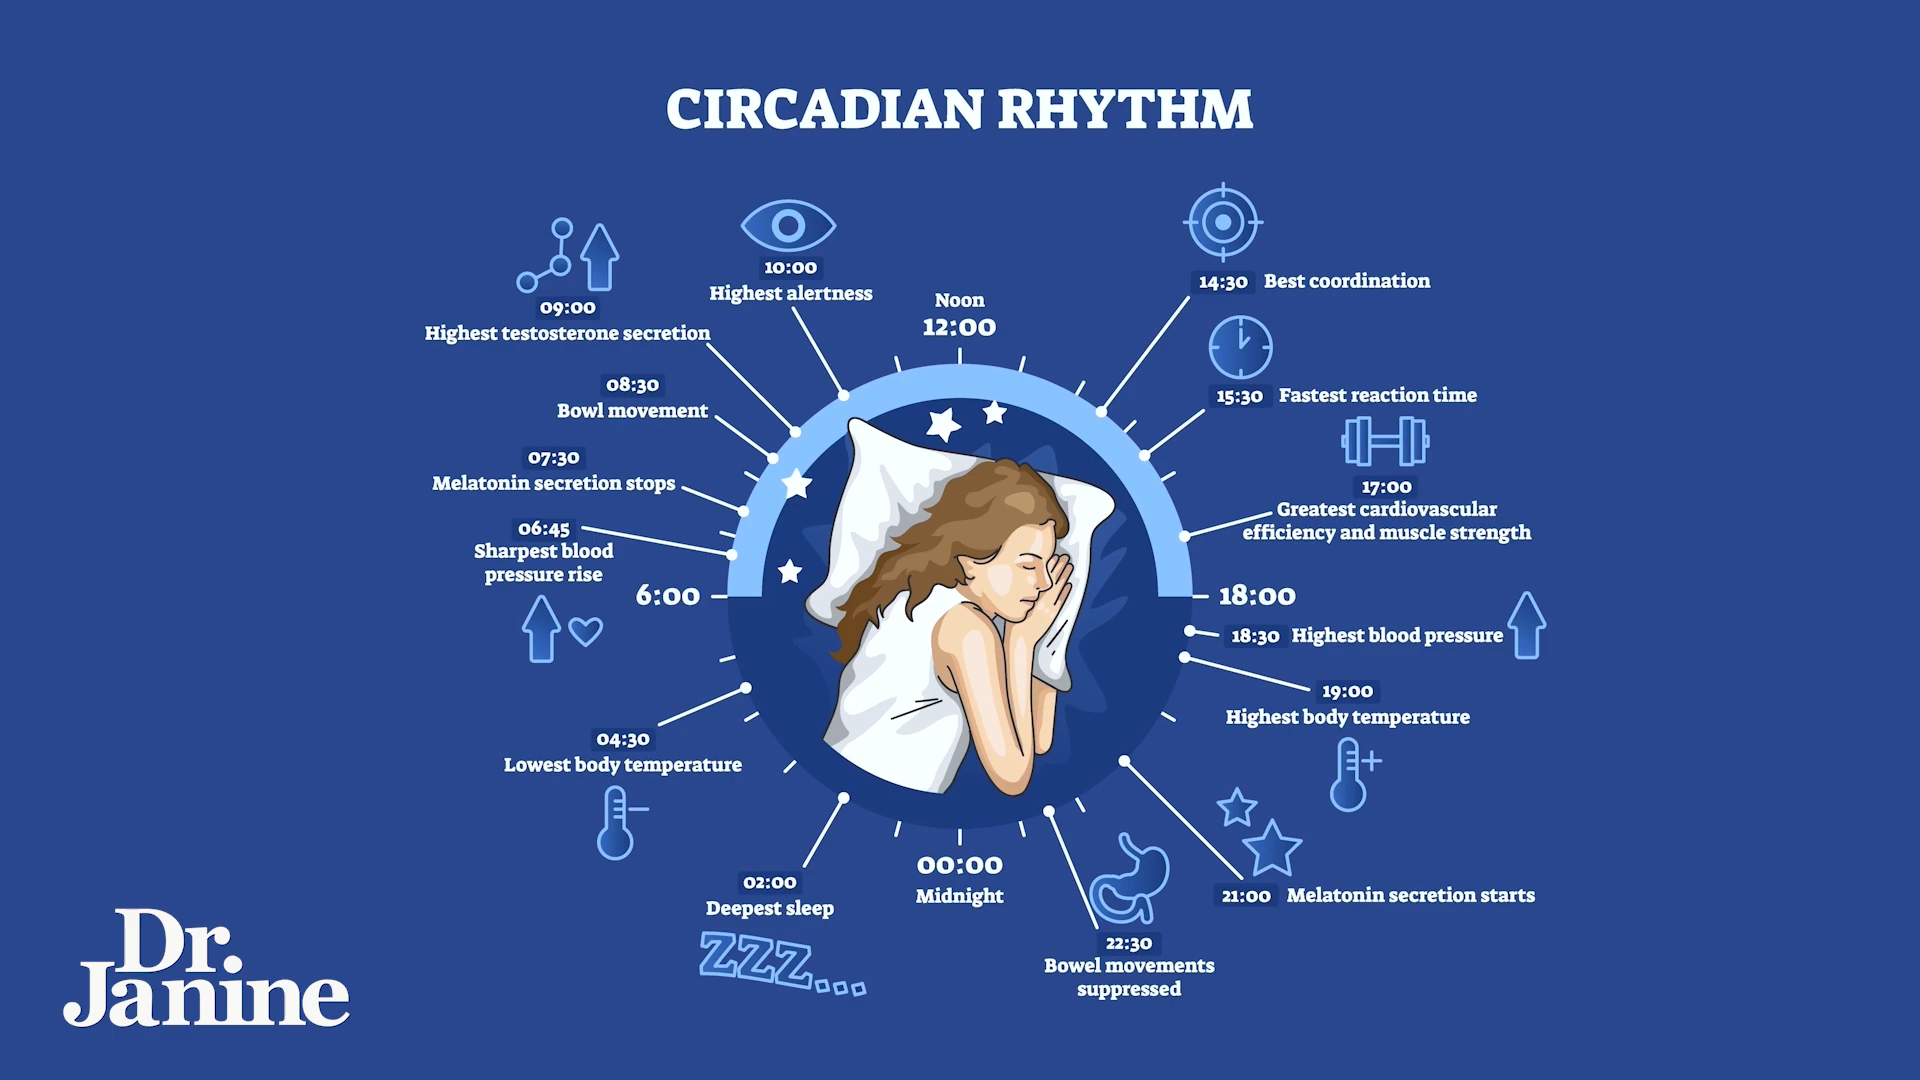 CIRCADIAN RHYTHM
10:00
Highest alertness
09:00
Highest testosterone secretion
08:30
Bowl movement
07:30
Melatonin secretion stops
06:45
Sharpest blood
pressure rise
6:00
04:30
Lowest body temperature
02:00
Deepest sleep
ZZZ...
Noon
12:00
14:30 Best coordination
15:30 Fastest reaction time
17:00
Greatest cardiovascular
efficiency and muscle strength
18:00
18:30 Highest blood pressure
19:00
Highest body temperature
21:00 Melatonin secretion starts
22:30
Bowel movements
suppressed
00:00
Midnight
Dr.
Janine